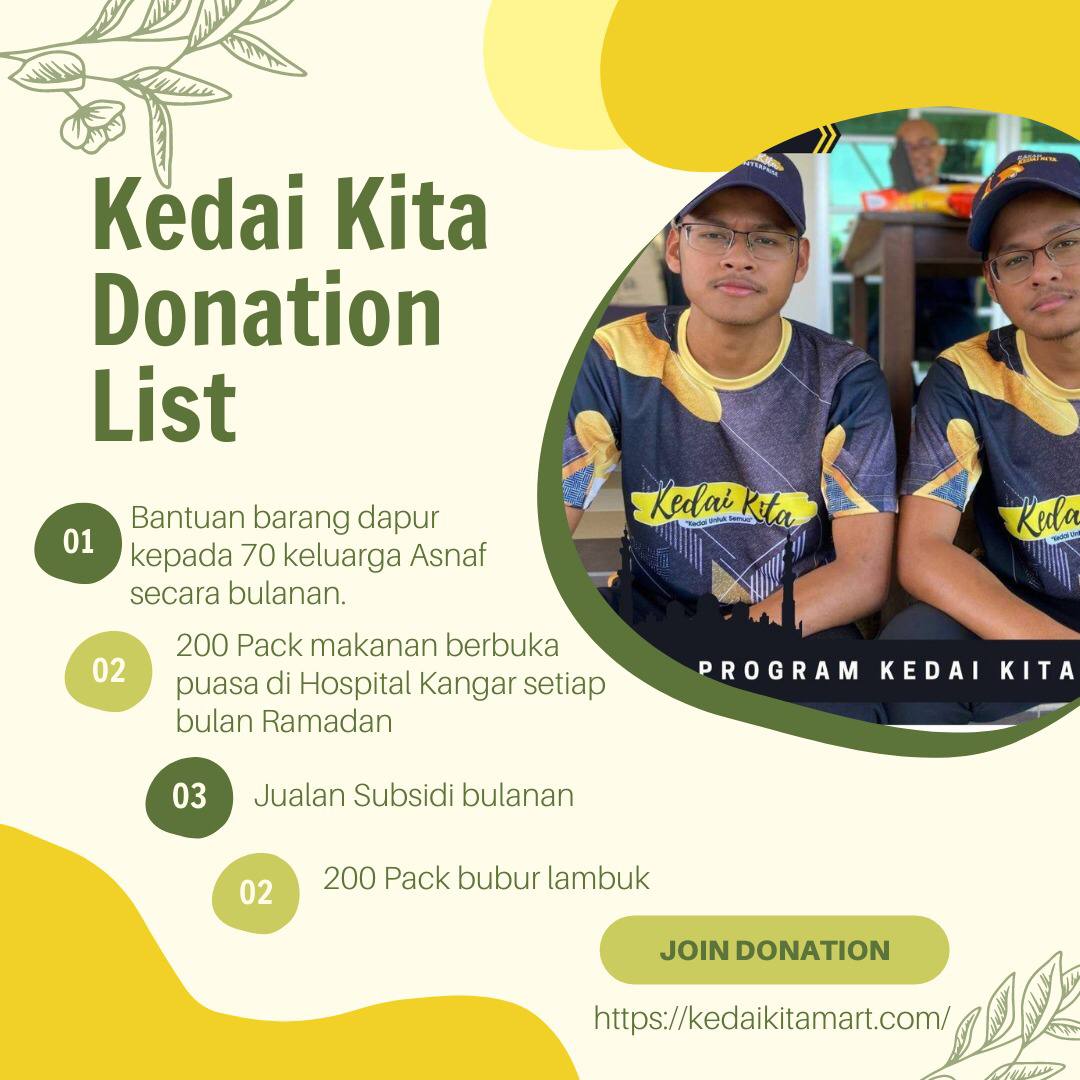 Kedai Kita
Donation
List
01
Bantuan barang dapur
kepada 70 keluarga Asnaf
secara bulanan.
02
200 Pack makanan berbuka
puasa di Hospital Kangar setiap
bulan Ramadan
03
Jualan Subsidi bulanan
02
200 Pack bubur lambuk
JOIN DONATION
https://kedaikitamart.com/
Kedai Kita
"Kedai Untuk Semua"
PROGRAM KEDAI KITA